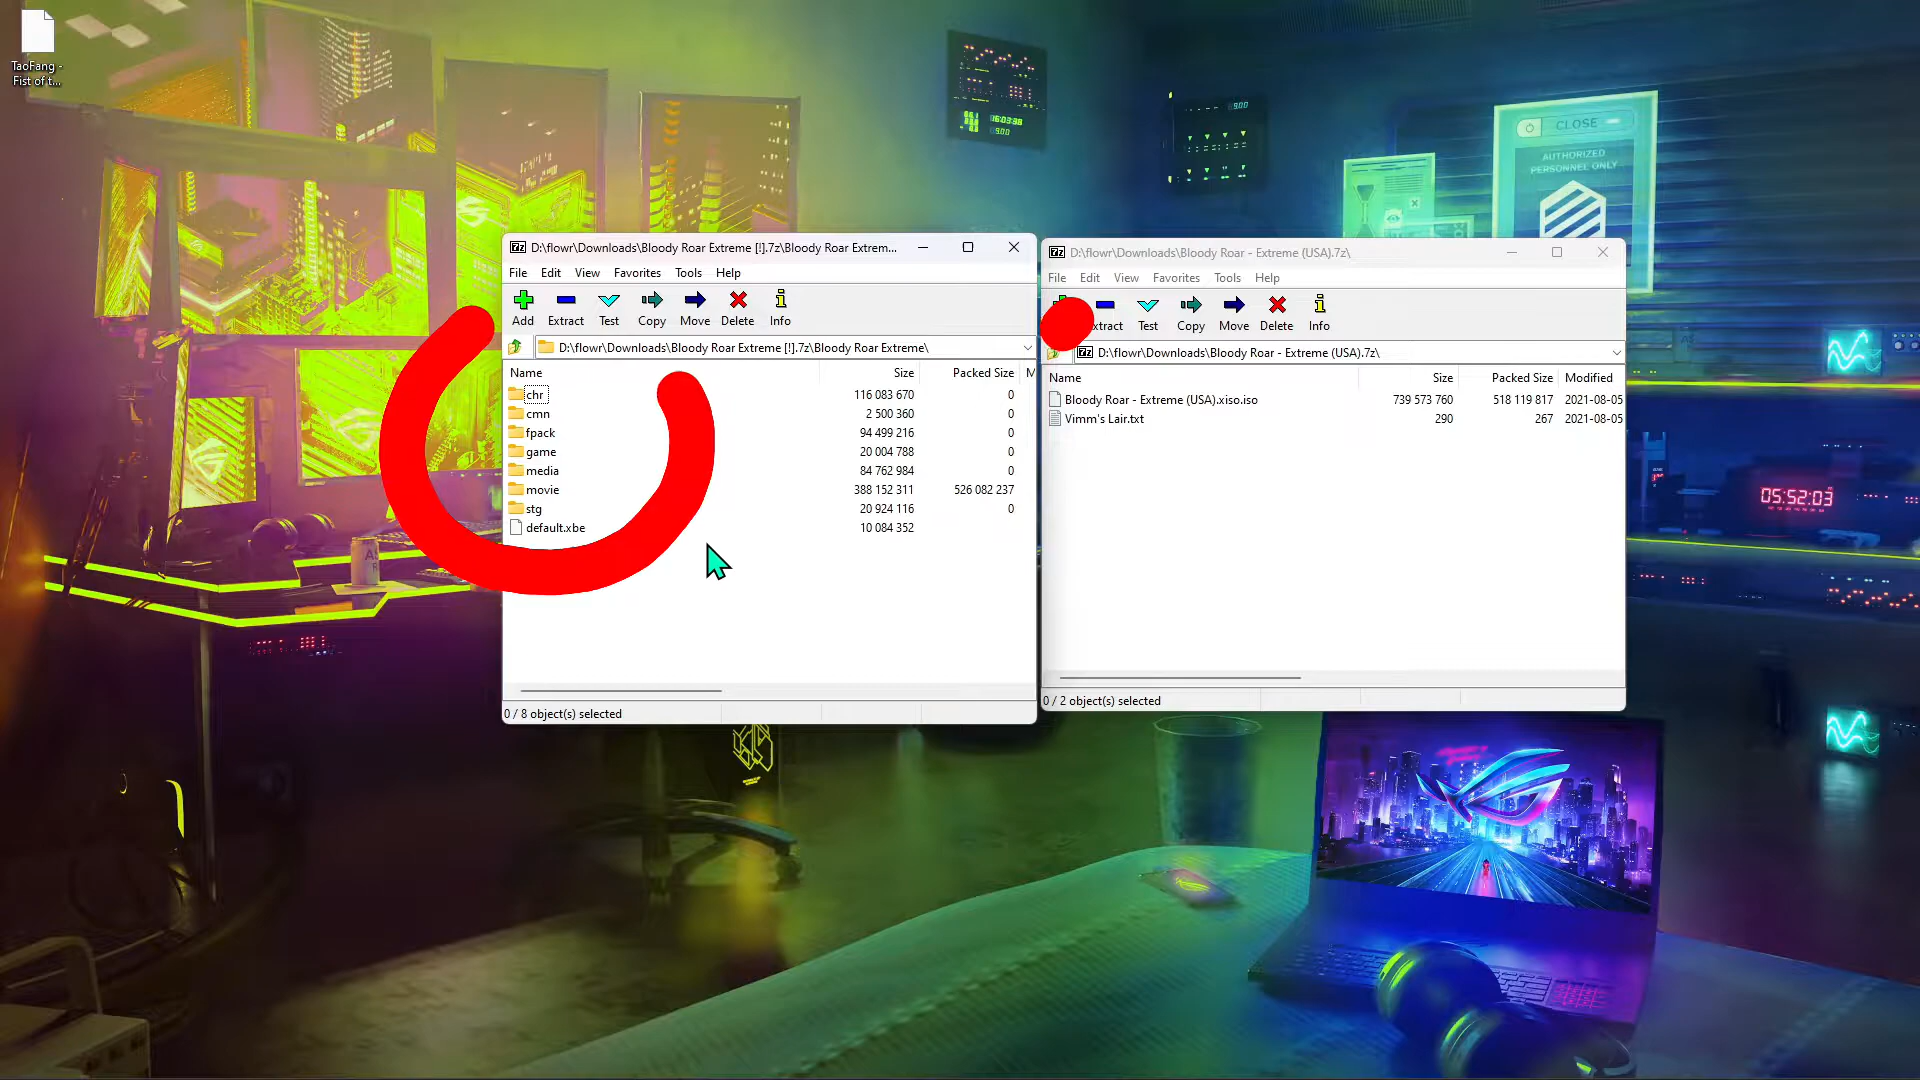 TaoFang -
Fist of t...
16:03:98
9.00
9.00
CLOSE
AUTHORIZED
PERSONNEL ONLY
05:52:03
D:\flowr\Downloads\Bloody Roar Extreme [!].7z\Bloody Roar Extrem...
File Edit View Favorites Tools Help
Add Extract Test Copy Move Delete Info
D:\flowr\Downloads\Bloody Roar Extreme [!].7z\Bloody Roar Extreme\
Name Size Packed Size M
chr 116 083 670 0
cmn 2 500 360 0
fpack 94 499 216 0
game 20 004 788 0
media 84 762 984 0
movie 388 152 311 526 082 237
stg 20 924 116 0
default.xbe 10 084 352
0 / 8 object(s) selected
D:\flowr\Downloads\Bloody Roar - Extreme (USA).7z\
File Edit View Favorites Tools Help
xtract Test Copy Move Delete Info
D:\flowr\Downloads\Bloody Roar - Extreme (USA).7z\
Name Size Packed Size Modified
Bloody Roar - Extreme (USA).xiso.iso 739 573 760 518 119 817 2021-08-05
Vimm's Lair.txt 290 267 2021-08-05
0 / 2 object(s) selected